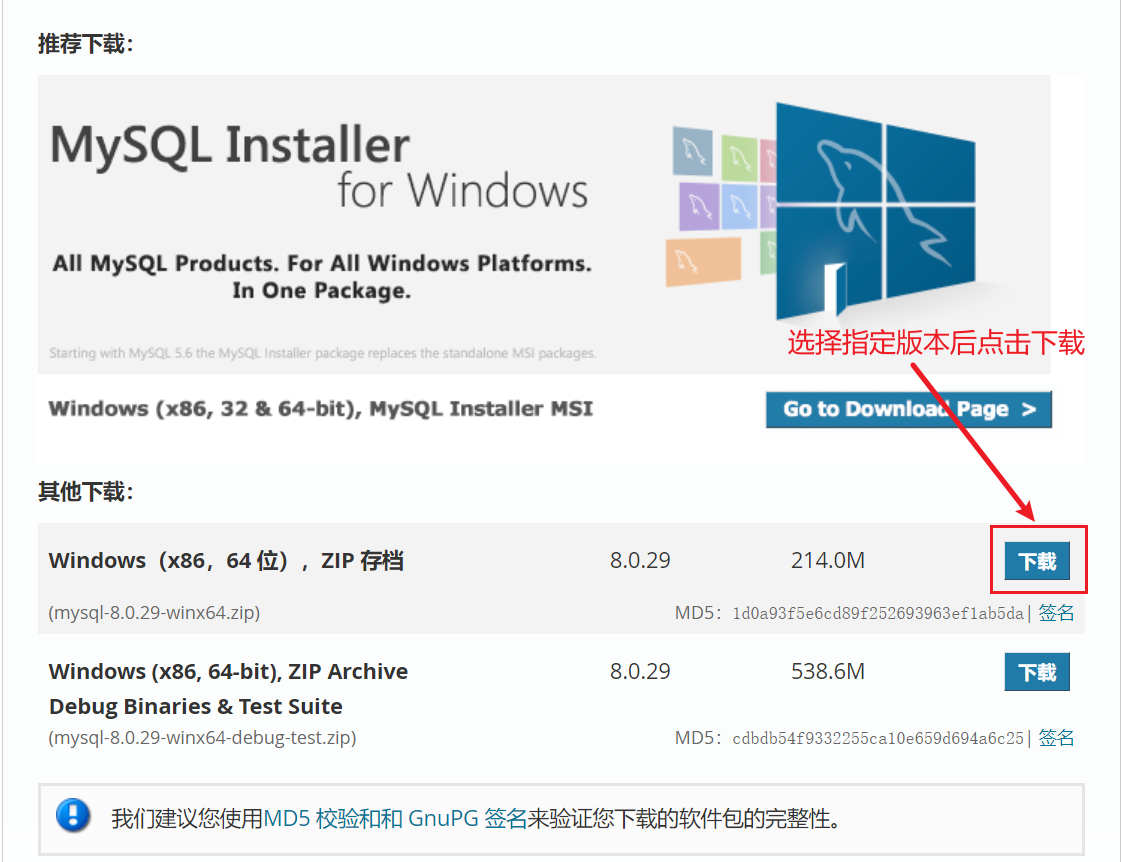 推荐下载：
MySQL Installer
for Windows
All MySQL Products. For All Windows Platforms.
In One Package.
Starting with MySQL 5.6 the MySQL Installer package replaces the standalone MSI packages.
选择指定版本后点击下载
Windows (x86, 32 & 64-bit), MySQL Installer MSI
Go to Download Page >
其他下载：
Windows（x86，64 位），ZIP 存档 8.0.29 214.0M 下载
(mysql-8.0.29-winx64.zip) MD5：1d0a93f5e6cd89f252693963ef1ab5da| 签名
Windows (x86, 64-bit), ZIP Archive 8.0.29 538.6M 下载
Debug Binaries & Test Suite
(mysql-8.0.29-winx64-debug-test.zip) MD5：cdbdb54f9332255ca10e659d694a6c25| 签名
我们建议您使用MD5 校验和和 GnuPG 签名来验证您下载的软件包的完整性。